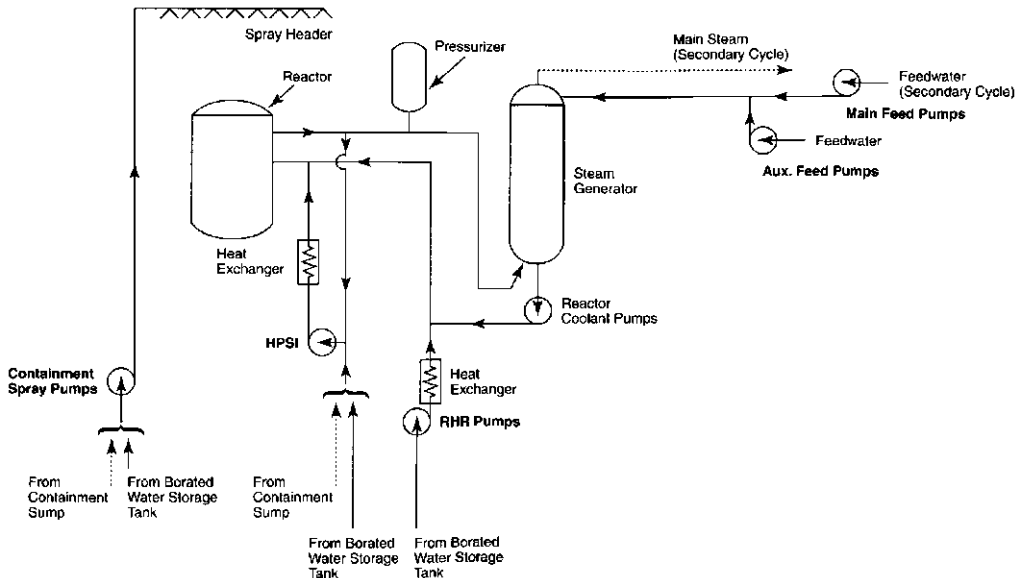 Spray Header
Pressurizer
Reactor
Main Steam
(Secondary Cycle)
Feedwater
(Secondary Cycle)
Main Feed Pumps
Feedwater
Aux. Feed Pumps
Steam
Generator
Heat
Exchanger
Reactor
Coolant Pumps
HPSI
Containment
Spray Pumps
Heat
Exchanger
RHR Pumps
From
Containment
Sump
From Borated
Water Storage
Tank
From
Containment
Sump
From Borated
Water Storage
Tank
From Borated
Water Storage
Tank